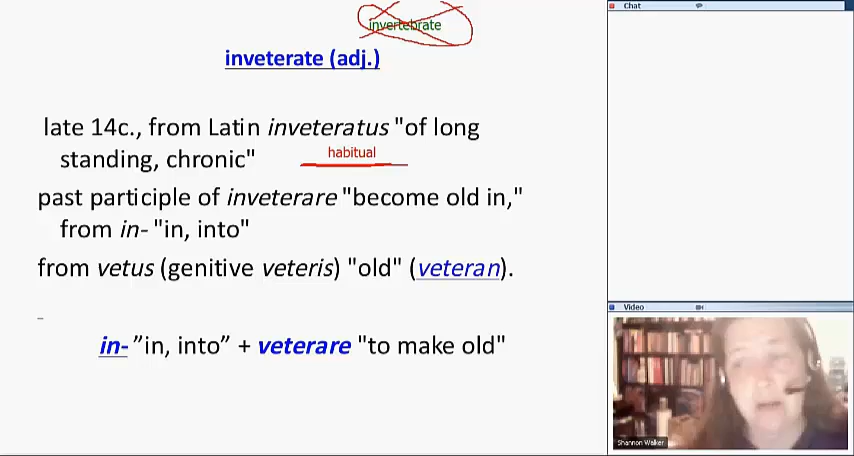 invertebrate
inveterate (adj.)
late 14c., from Latin inveteratus "of long
standing, chronic"
habitual
past participle of inveterare "become old in,"
from in- "in, into"
from vetus (genitive veteris) "old" (veteran).
in- ”in, into” + veterare "to make old"
Chat
Video
Shannon Walker